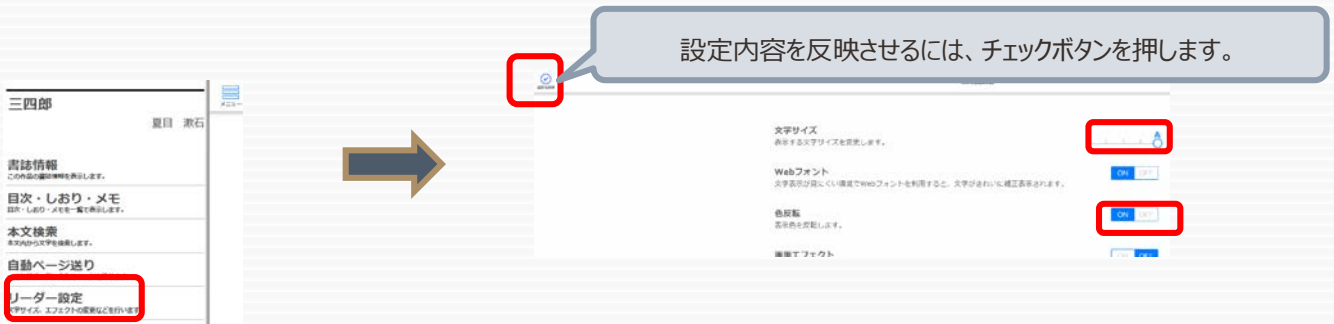 設定内容を反映させるには、チェックボタンを押します。
三四郎
夏目 漱石
メニュー
書誌情報
この作品の書誌情報を表示します。
目次・しおり・メモ
目次・しおり・メモを一覧で表示します。
本文検索
本文内から文字を検索します。
自動ページ送り
リーダー設定
文字サイズ、エフェクトの変更などを行います
文字サイズ
表示する文字サイズを変更します。
A
Webフォント
文字表示が見にくい環境でWebフォントを利用すると、文字がきれいに補正表示されます。
ON OFF
色反転
表示色を反転します。
ON OFF
画面エフェクト
ON OFF